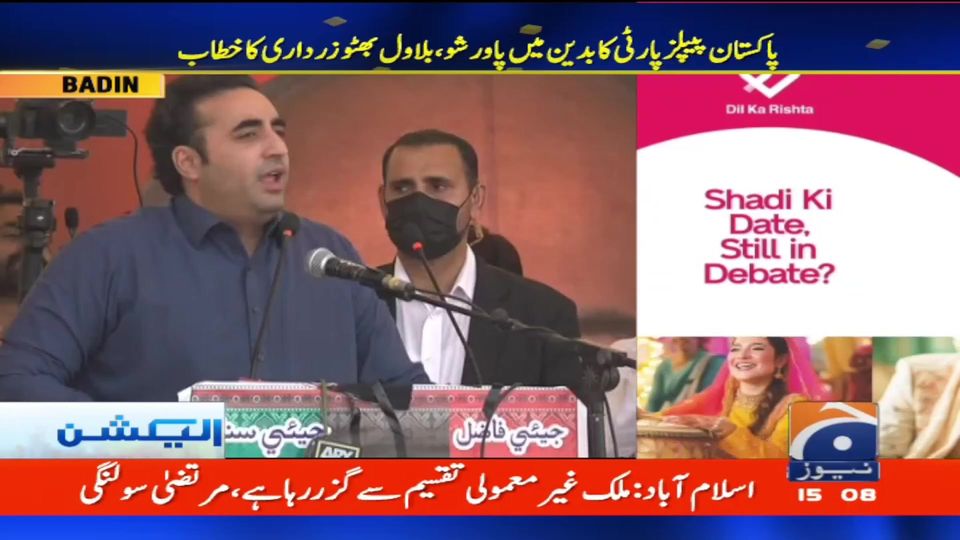 پاکستان پیپلز پارٹی کا بدین میں پاور شو، بلاول بھٹو زرداری کا خطاب
BADIN
Dil Ka Rishta
Shadi Ki
Date,
Still in
Debate?
جيئي
جيئي
ARY
الیکشن
نیوز
اسلام آباد: ملک غیر معمولی تقسیم سے گزر رہا ہے، مرتضیٰ سولنگی
15 08